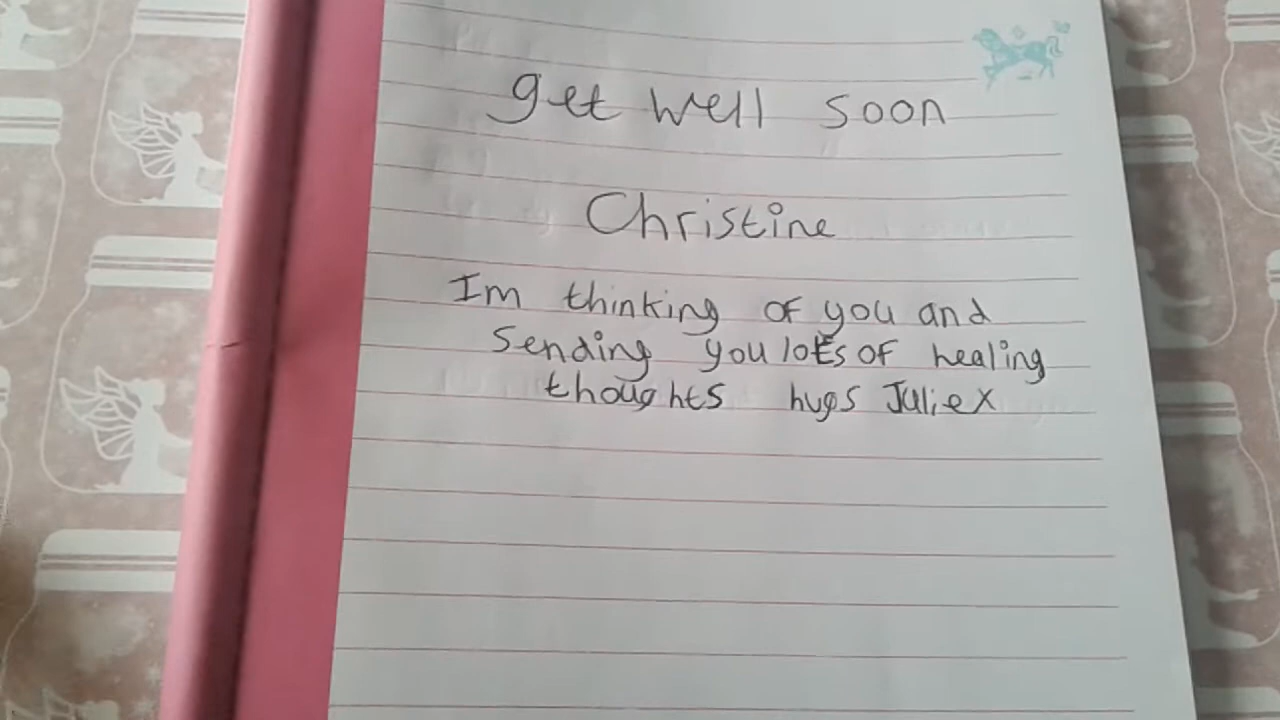 get well soon
Christine
Im thinking of you and
sending you lots of healing
thoughts hugs Julie x